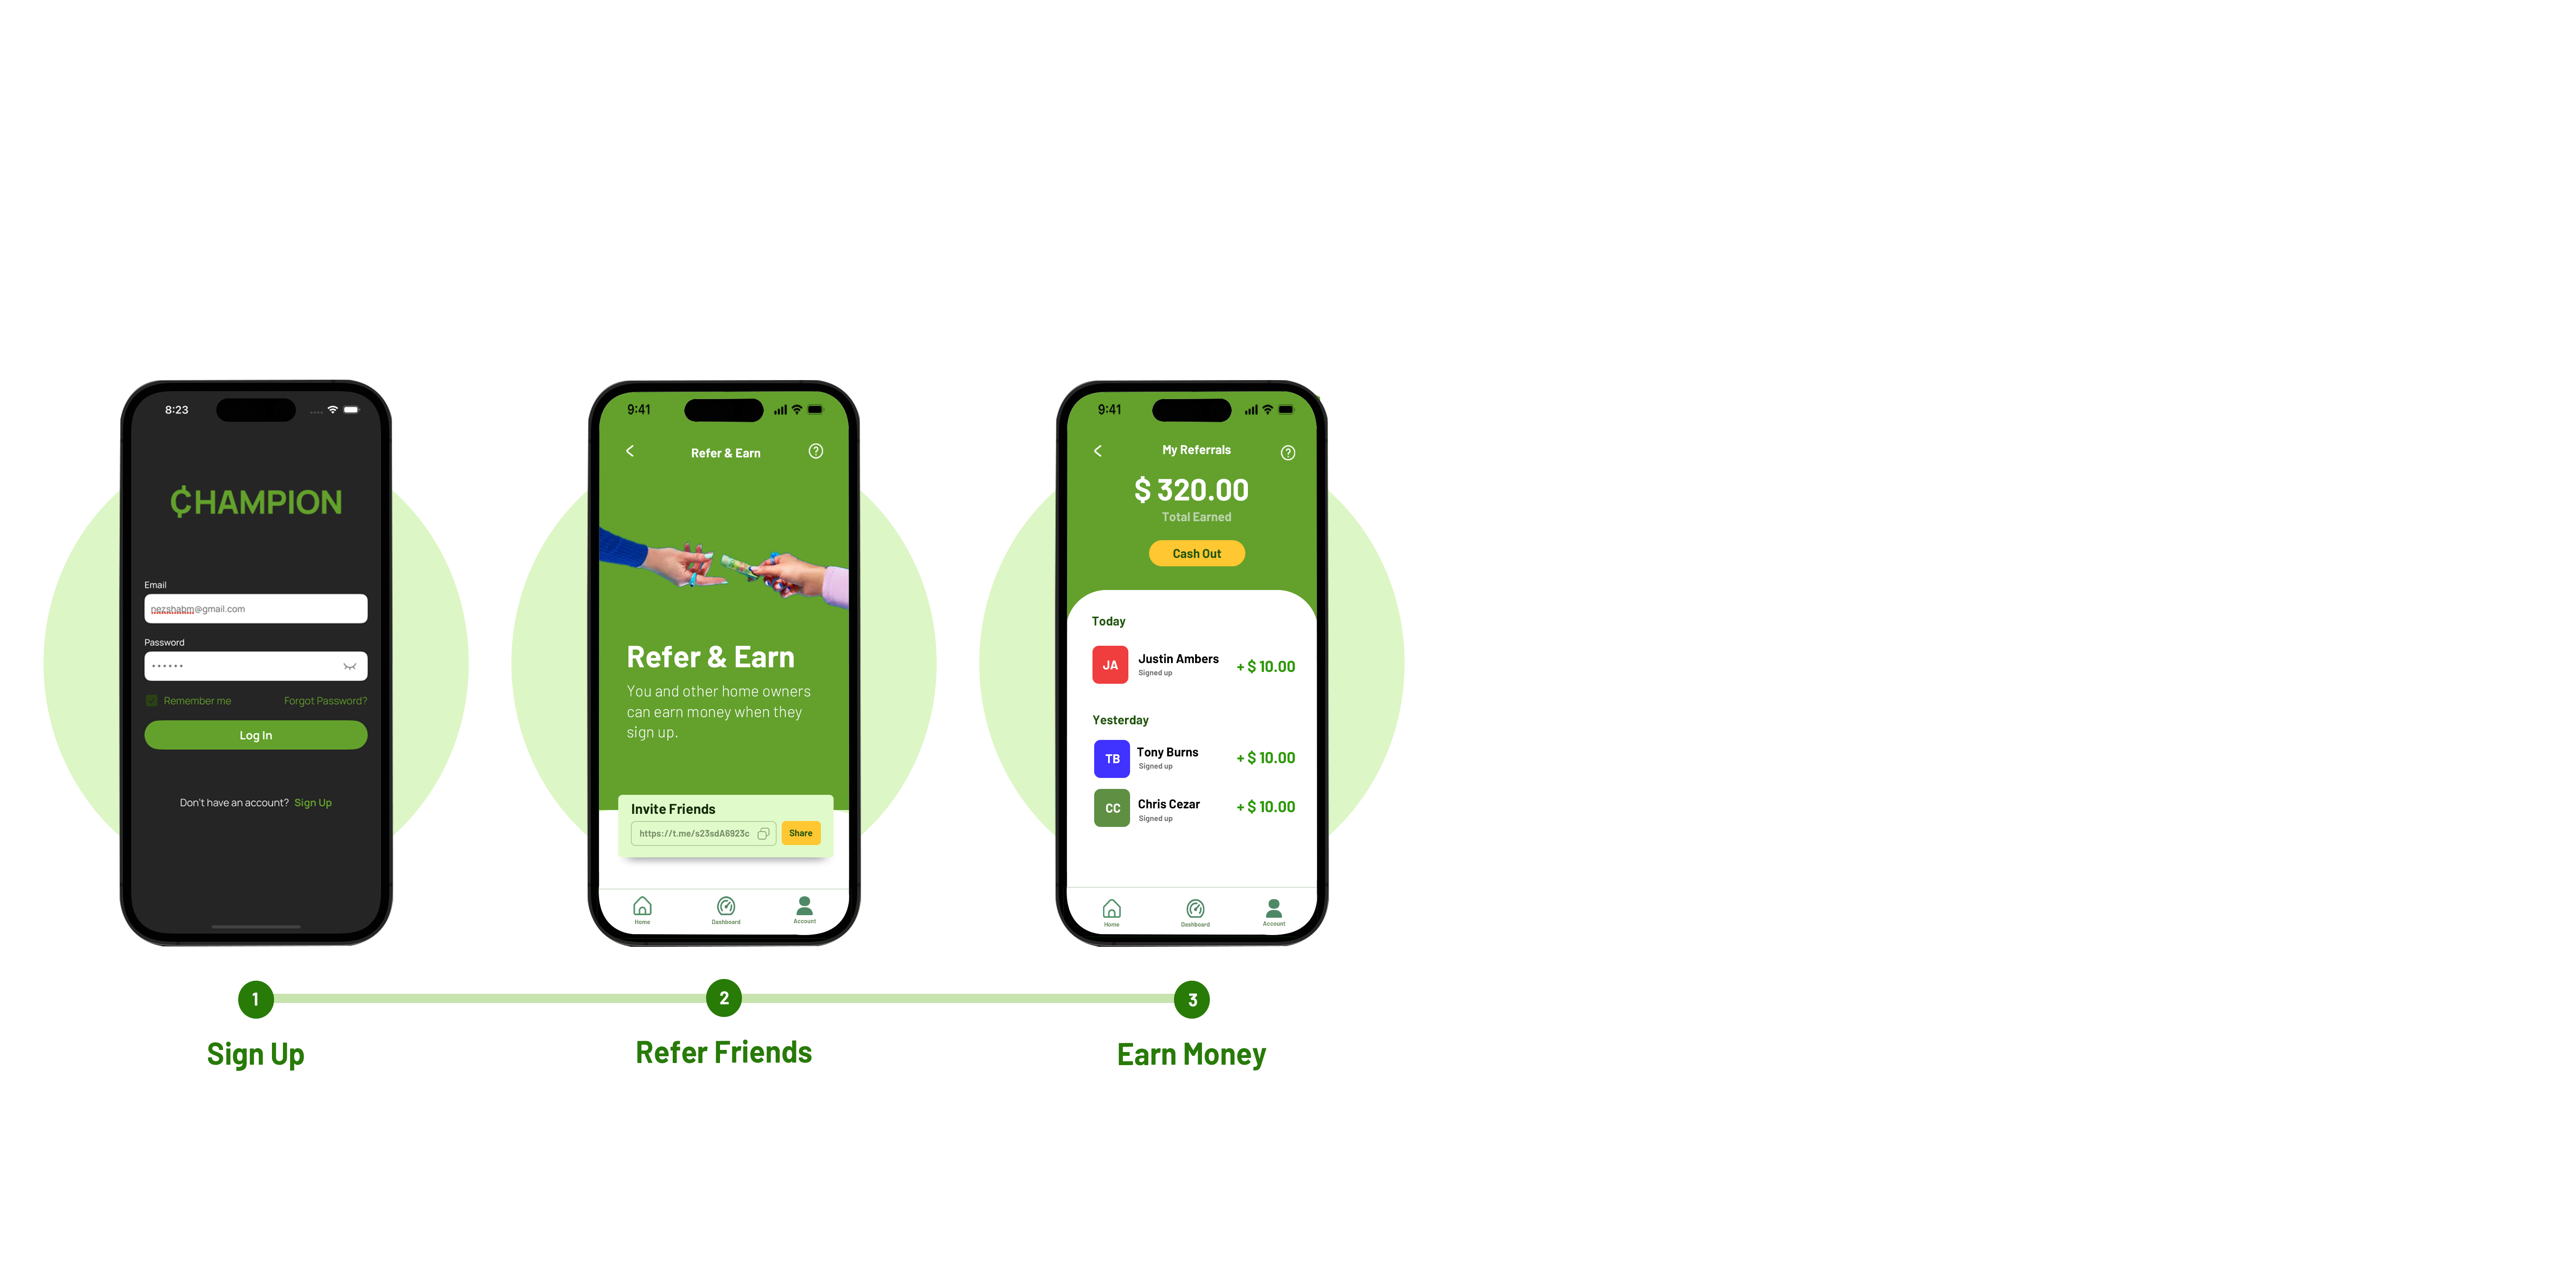 8:23
₵HAMPION
Email
nezshabm@gmail.com
Password
••••••
Remember me Forgot Password?
Log In
Don't have an account? Sign Up
9:41
Refer & Earn
Refer & Earn
You and other home owners
can earn money when they
sign up.
Invite Friends
https://t.me/s23sdA6923c Share
Home Dashboard Account
9:41
My Referrals
$ 320.00
Total Earned
Cash Out
Today
JA Justin Ambers + $ 10.00
Signed up
Yesterday
TB Tony Burns + $ 10.00
Signed up
CC Chris Cezar + $ 10.00
Signed up
Home Dashboard Account
1 2 3
Sign Up Refer Friends Earn Money